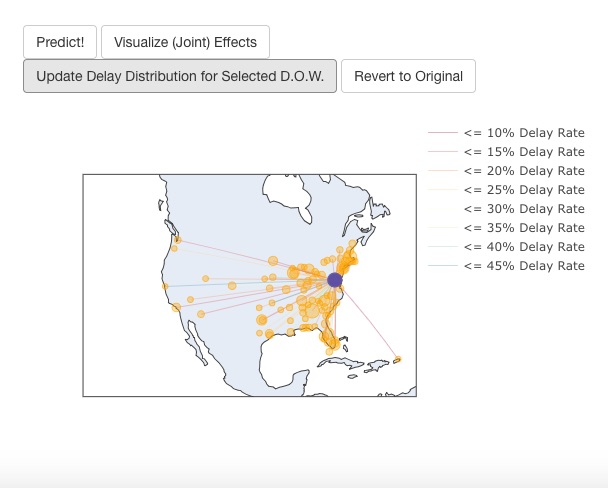 Predict!
Visualize (Joint) Effects
Update Delay Distribution for Selected D.O.W.
Revert to Original
<= 10% Delay Rate
<= 15% Delay Rate
<= 20% Delay Rate
<= 25% Delay Rate
<= 30% Delay Rate
<= 35% Delay Rate
<= 40% Delay Rate
<= 45% Delay Rate